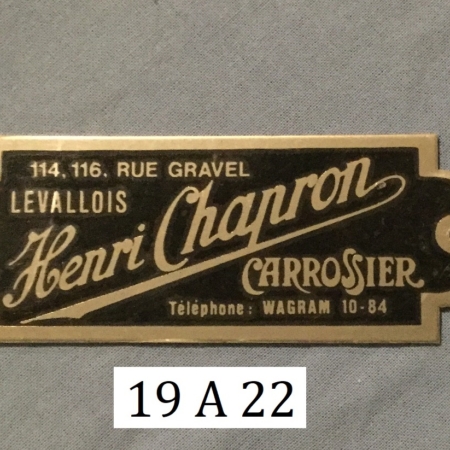 114, 116, RUE GRAVEL
LEVALLOIS
Henri Chapron
CARROSSIER
Téléphone: WAGRAM 10-84
19 A 22